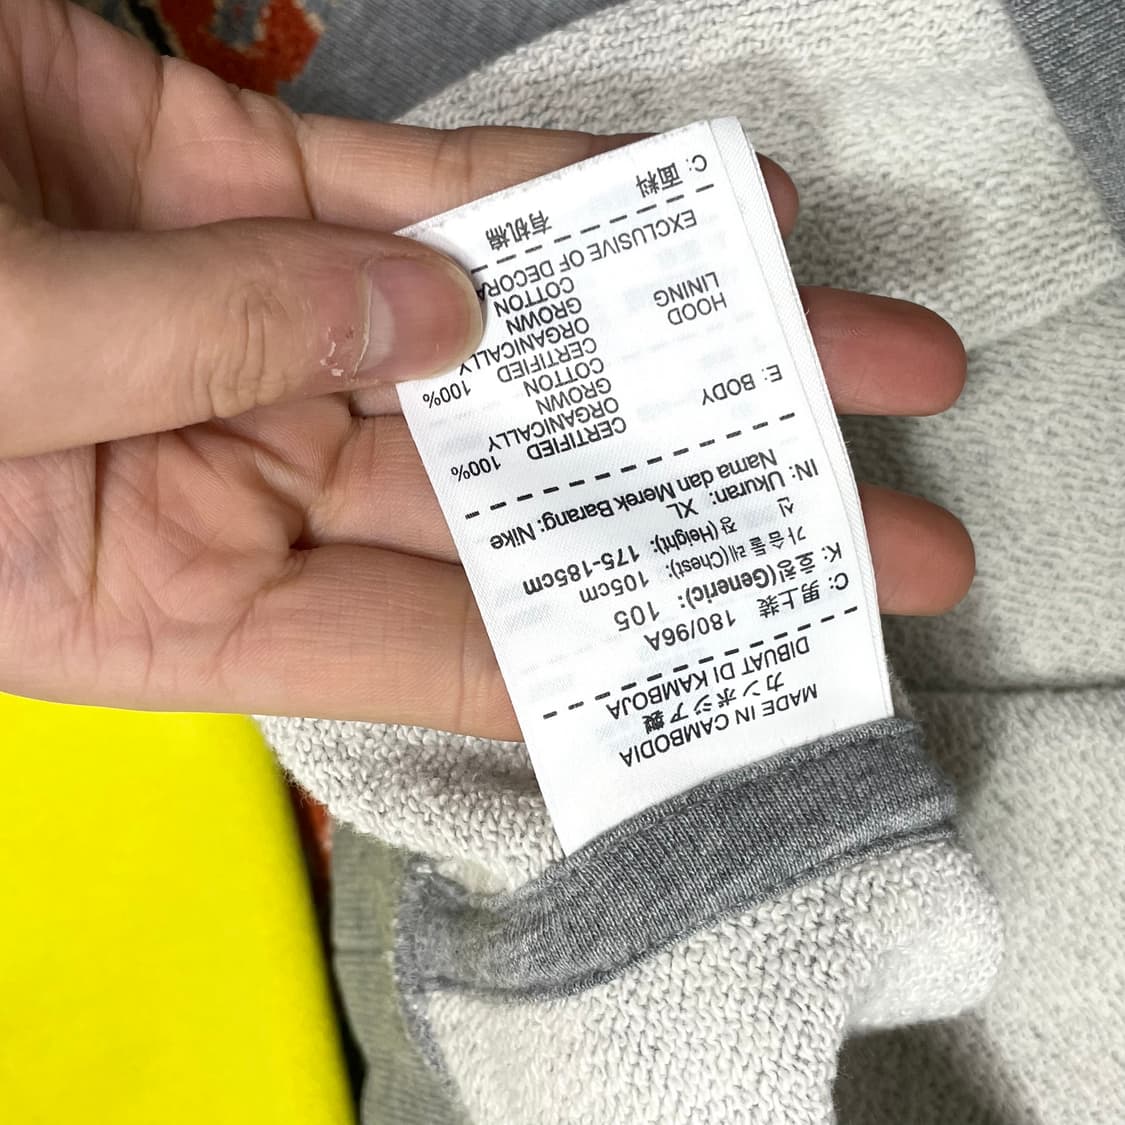 MADE IN CAMBODIA
カンボジア製
DIBUAT DI KAMBOJA
C: 男上装 180/96A
K: 호칭(Generic): 105
가슴둘레(Chest): 105cm
신장(Height): 175-185cm
IN: Ukuran: XL
Nama dan Merek Barang: Nike
E: BODY CERTIFIED 100%
ORGANICALLY
GROWN
COTTON
HOOD LINING CERTIFIED 100%
ORGANICALLY
GROWN
COTTON
EXCLUSIVE OF DECORA
C: 面料 有机棉